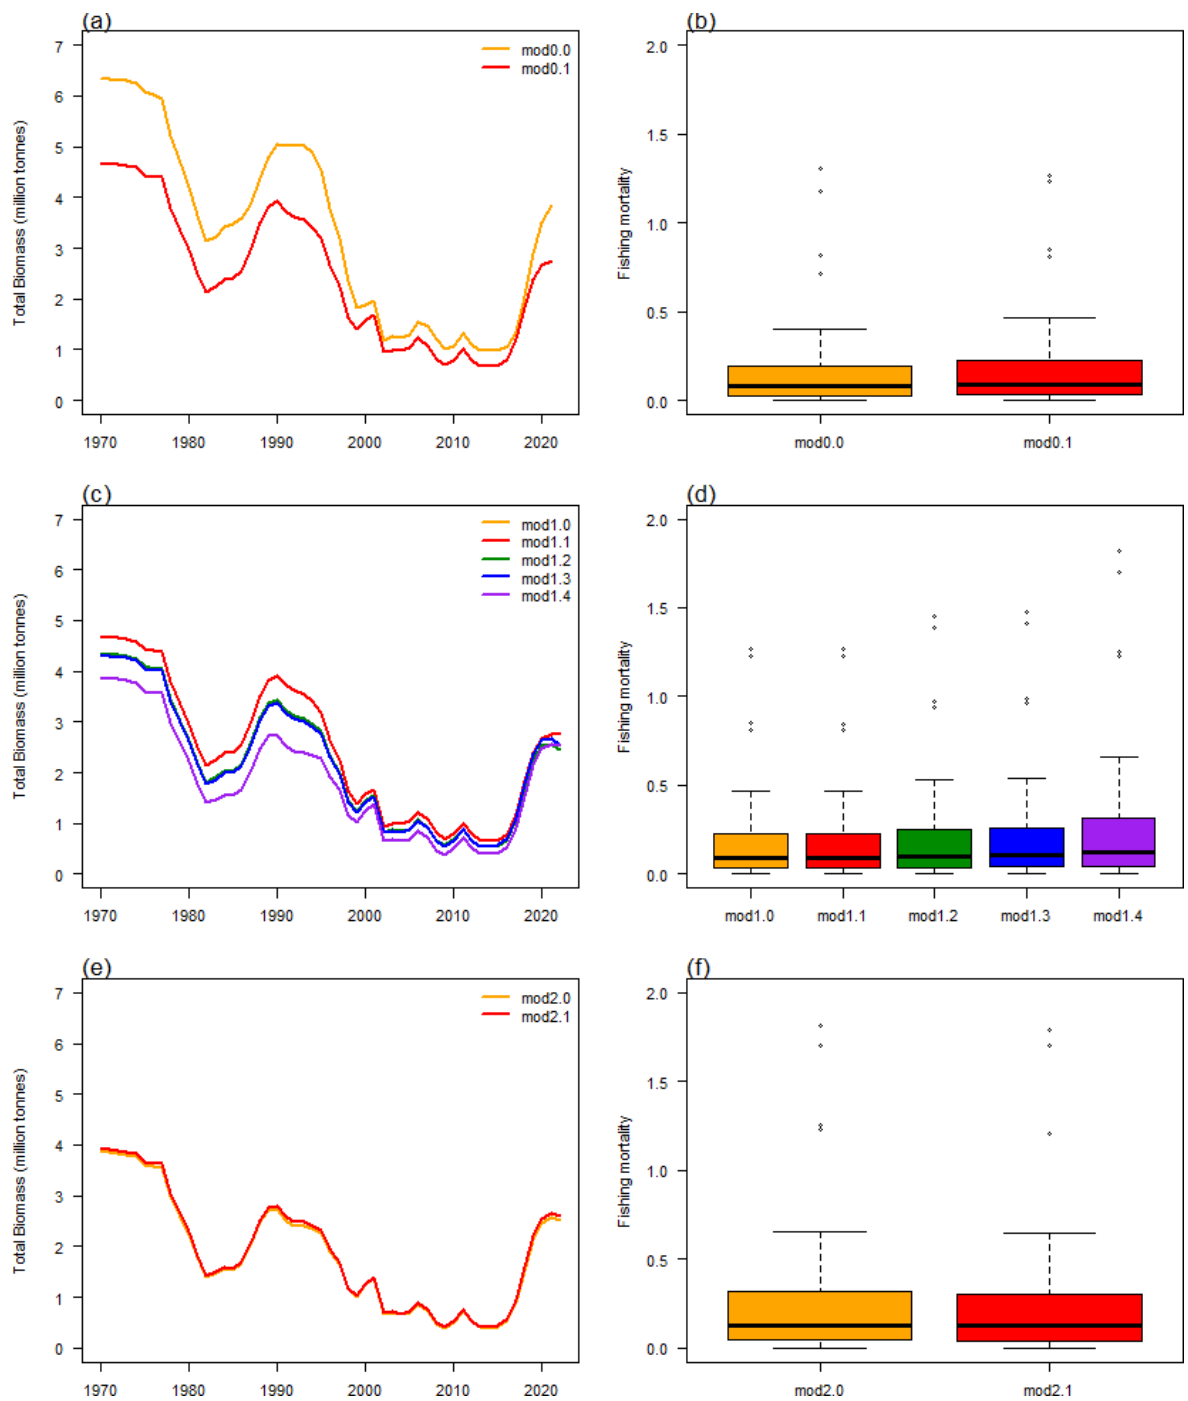 (a)
Total Biomass (million tonnes)
7
6
5
4
3
2
1
0
mod0.0
mod0.1
1970 1980 1990 2000 2010 2020
(b)
Fishing mortality
2.0
1.5
1.0
0.5
0.0
mod0.0 mod0.1
(c)
Total Biomass (million tonnes)
7
6
5
4
3
2
1
0
mod1.0
mod1.1
mod1.2
mod1.3
mod1.4
1970 1980 1990 2000 2010 2020
(d)
Fishing mortality
2.0
1.5
1.0
0.5
0.0
mod1.0 mod1.1 mod1.2 mod1.3 mod1.4
(e)
Total Biomass (million tonnes)
7
6
5
4
3
2
1
0
mod2.0
mod2.1
1970 1980 1990 2000 2010 2020
(f)
Fishing mortality
2.0
1.5
1.0
0.5
0.0
mod2.0 mod2.1